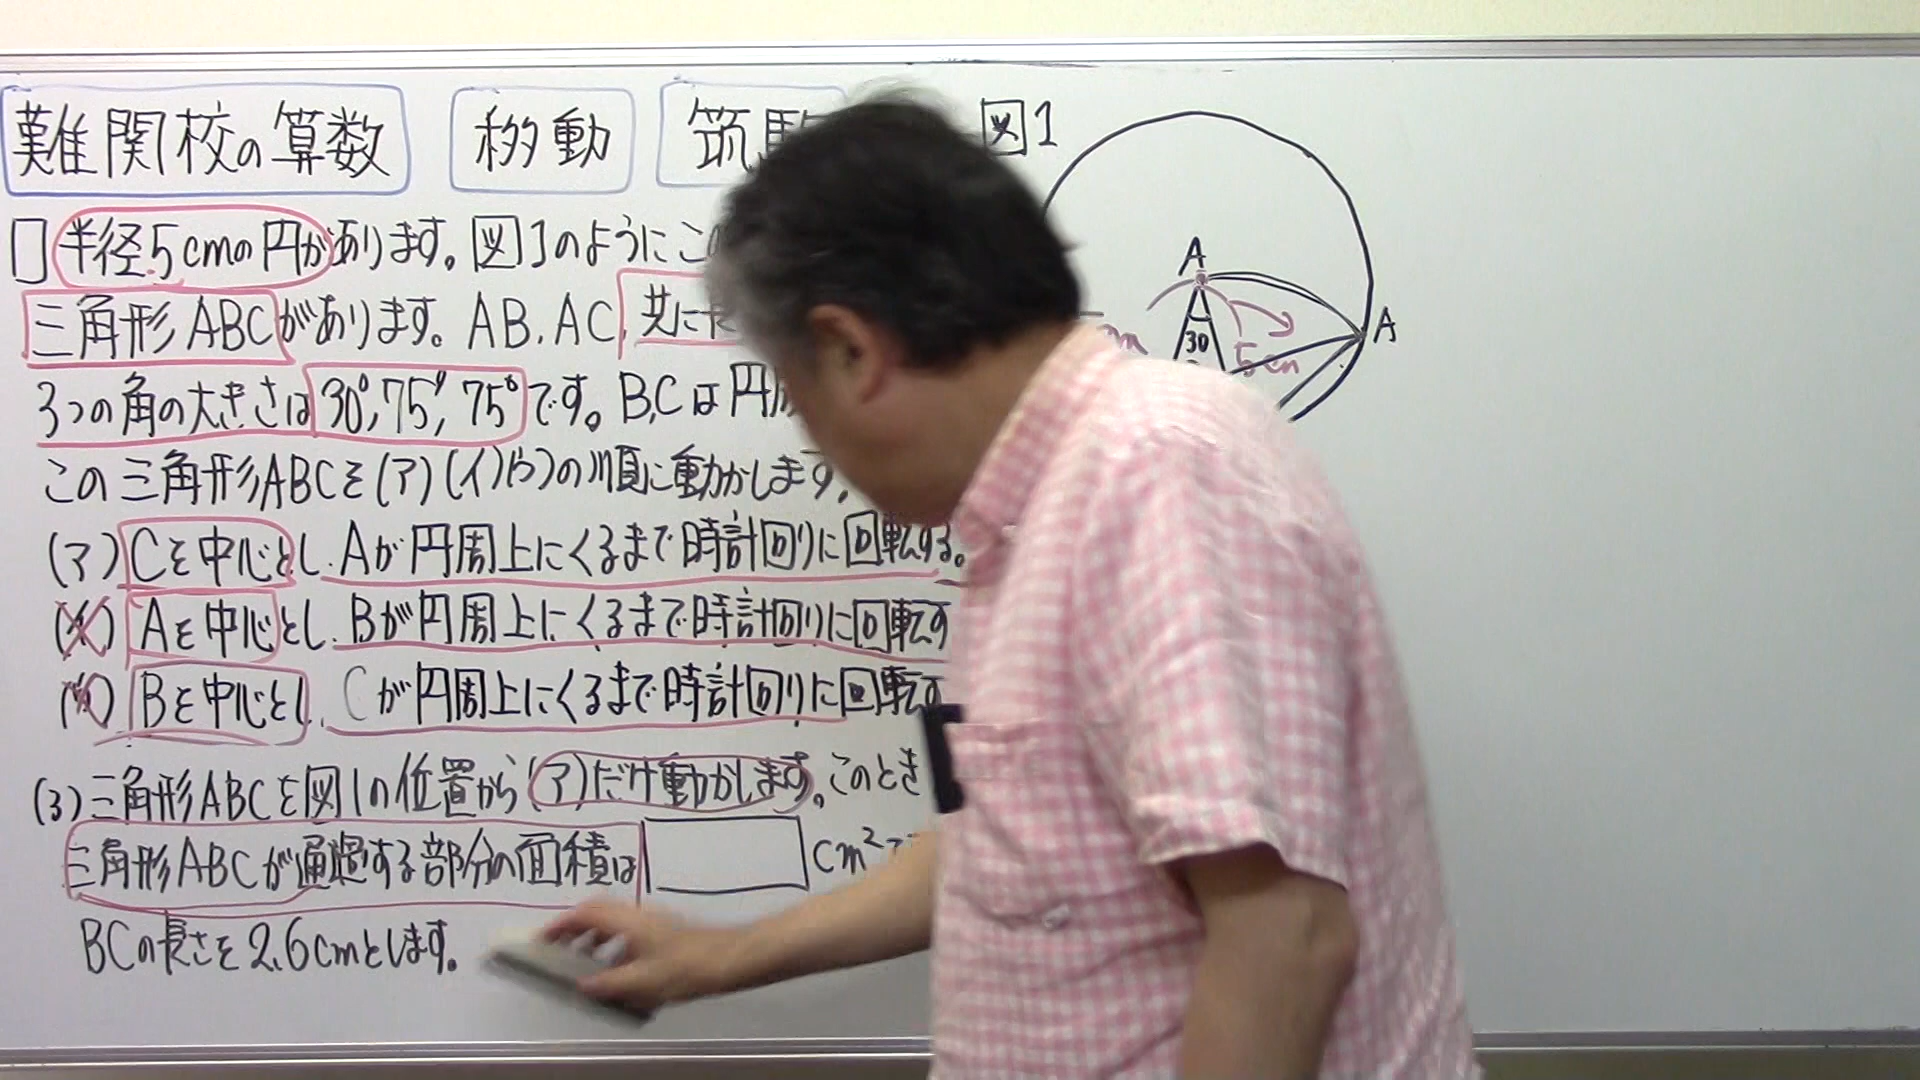 難関校の算数 移動 筑駒
□半径5cmの円があります。図1のようにこの
三角形ABCがあります。AB,AC,共に
3つの角の大きさは30°,75°,75°です。B,Cは円周
この三角形ABCを(ア)(イ)(ウ)の順に動かします。
(ア)Cを中心とし、Aが円周上にくるまで時計回りに回転する。
(イ)Aを中心とし、Bが円周上にくるまで時計回りに回転す
(ウ)Bを中心とし、Cが円周上にくるまで時計回りに回転す
(3)三角形ABCを図1の位置から(ア)だけ動かします。このとき
三角形ABCが通過する部分の面積は□cm²で
BCの長さを2.6cmとします。
図1
A
A
30
5cm
m